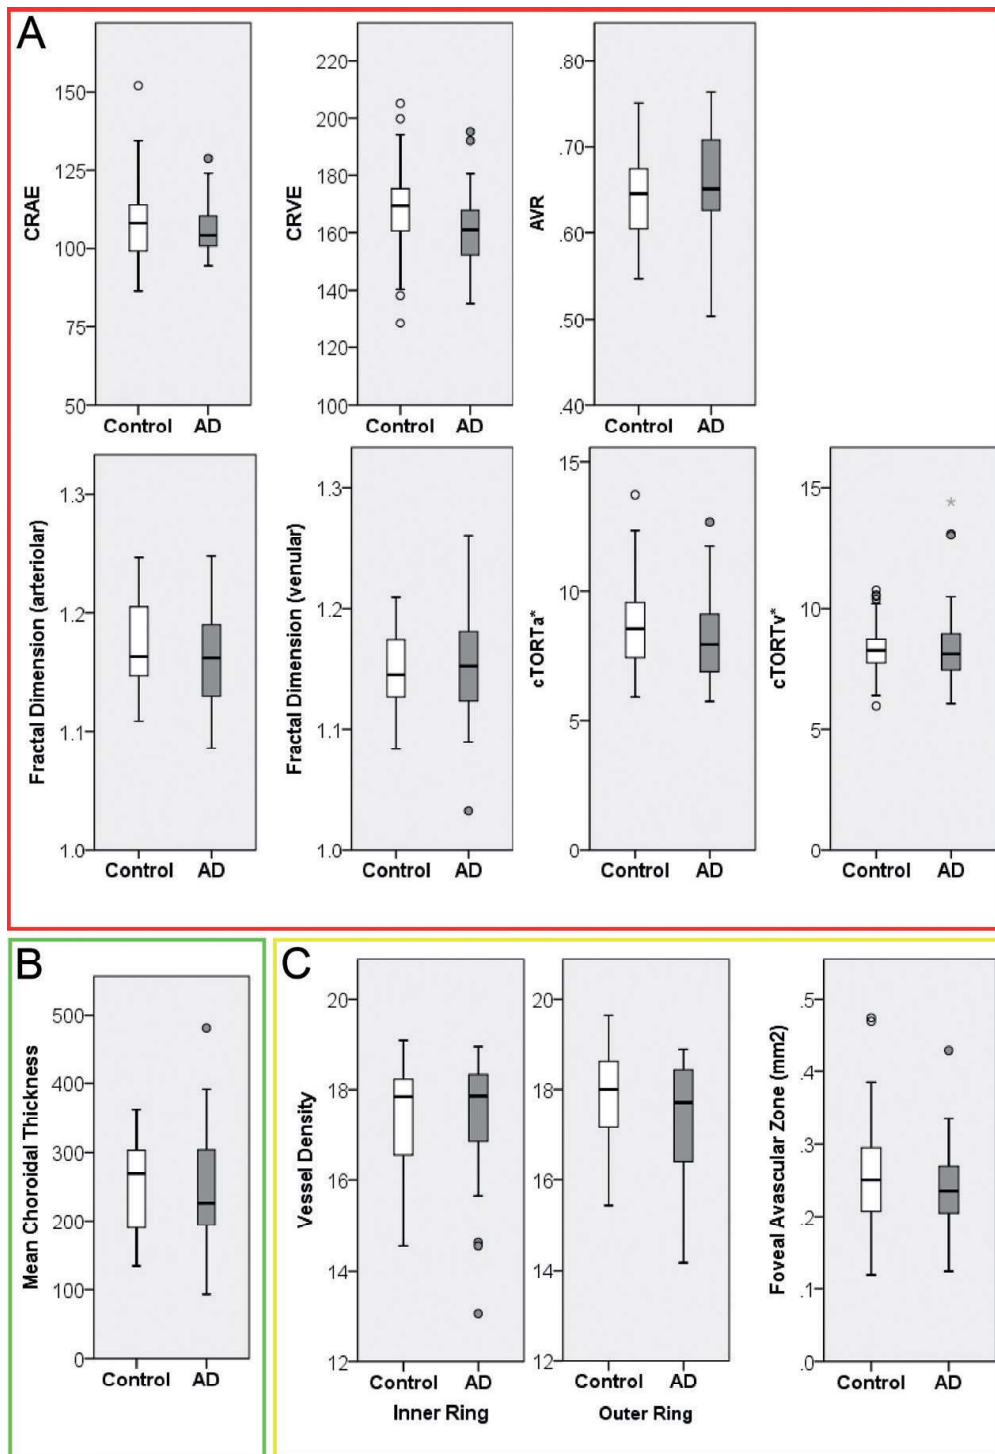 A
CRAE
150
125
100
75
50
Control AD
CRVE
220
200
180
160
140
120
100
Control AD
AVR
.80
.70
.60
.50
.40
Control AD
Fractal Dimension (arteriolar)
1.3
1.2
1.1
1.0
Control AD
Fractal Dimension (venular)
1.3
1.2
1.1
1.0
Control AD
cTORTa*
15
10
5
0
Control AD
cTORTv*
15
10
5
0
Control AD
B
Mean Choroidal Thickness
500
400
300
200
100
0
Control AD
C
Vessel Density
20
18
16
14
12
Control AD
Inner Ring
20
18
16
14
12
Control AD
Outer Ring
Foveal Avascular Zone (mm2)
.5
.4
.3
.2
.1
.0
Control AD